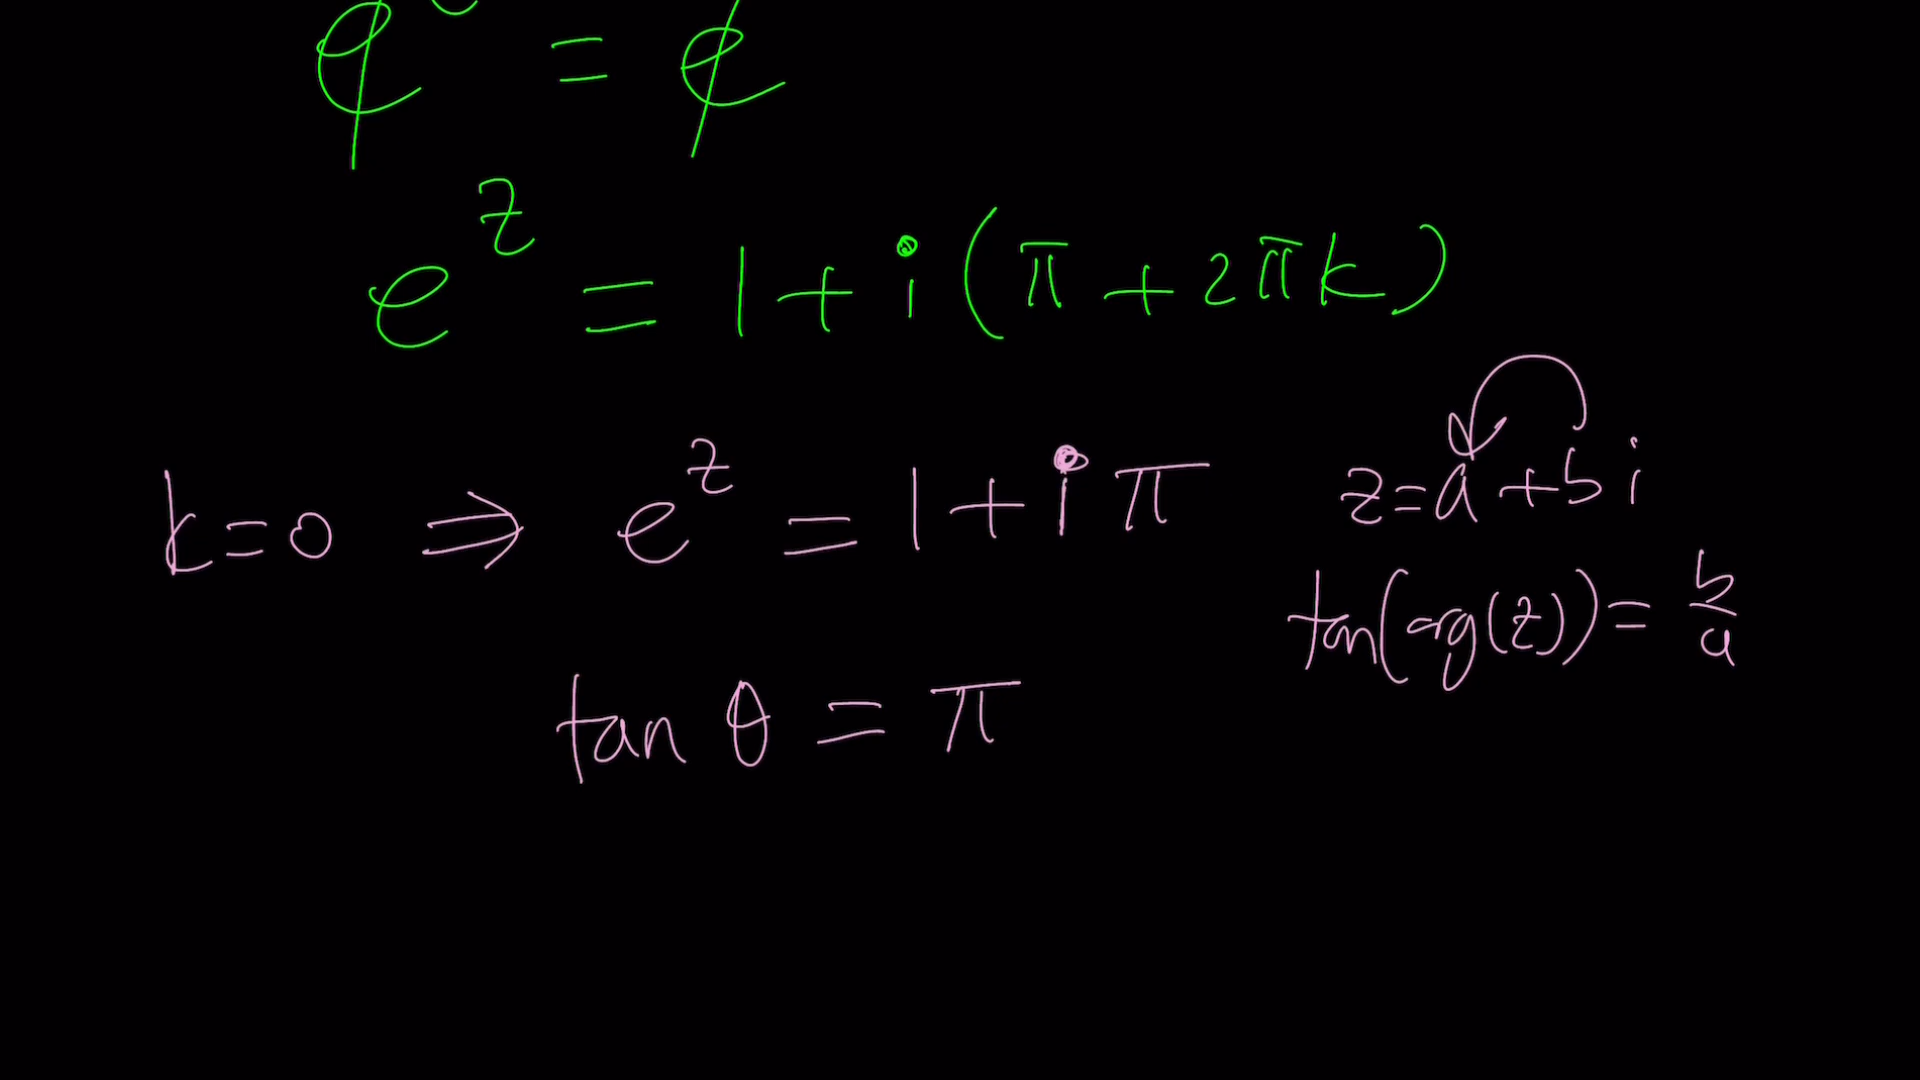 e = e
e^z = 1 + i(π + 2πk)
k = 0 ⇒ e^z = 1 + iπ
z = a + bi
tan(arg(z)) = b/a
tan θ = π